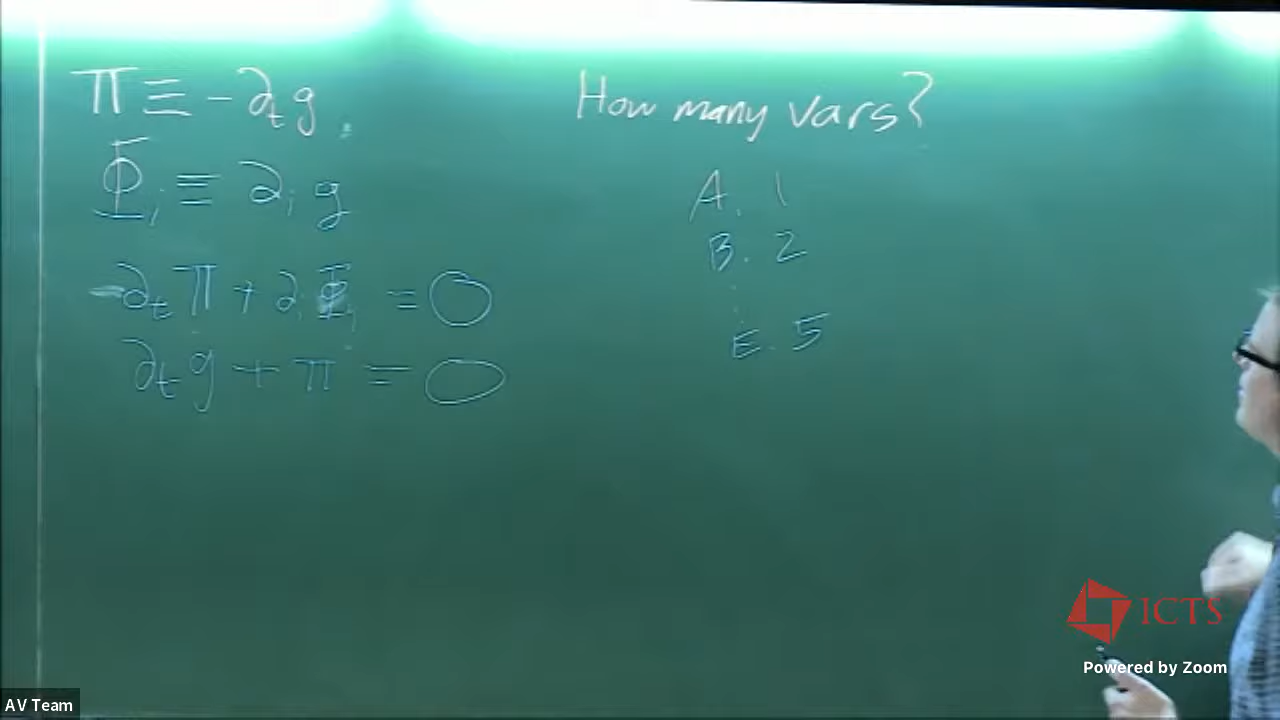 Π ≡ -∂ₜg
Φᵢ ≡ ∂ᵢg
-∂ₜΠ + ∂ᵢΦᵢ = 0
∂ₜg + π = 0
How many vars?
A. 1
B. 2
E. 5
ICTS
Powered by Zoom
AV Team